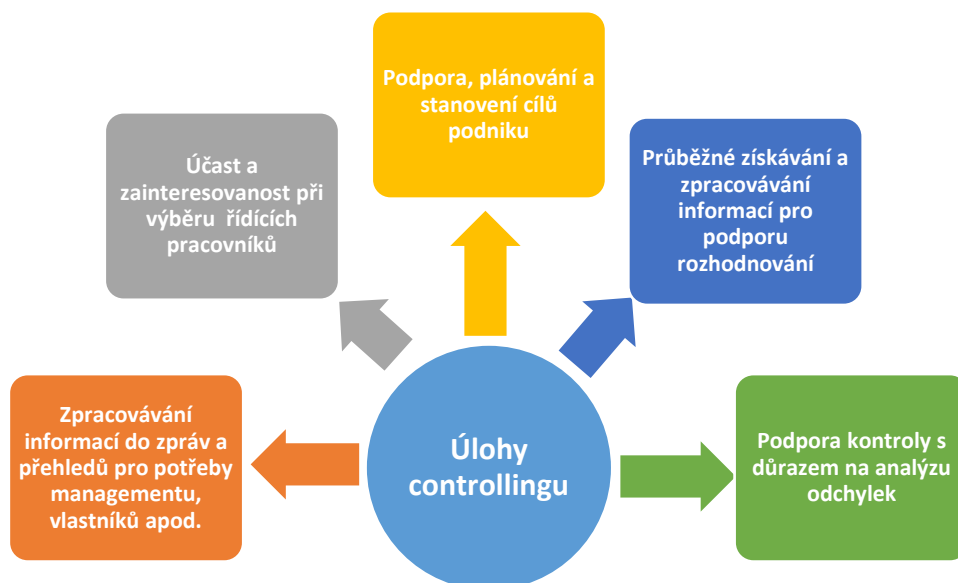 Podpora, plánování a
stanovení cílů
podniku
Účast a
zainteresovanost při
výběru řídících
pracovníků
Průběžné získávání a
zpracovávání
informací pro
podporu
rozhodnování
Zpracovávání
informací do zpráv a
přehledů pro potřeby
managementu,
vlastníků apod.
Úlohy
controllingu
Podpora kontroly s
důrazem na analýzu
odchylek